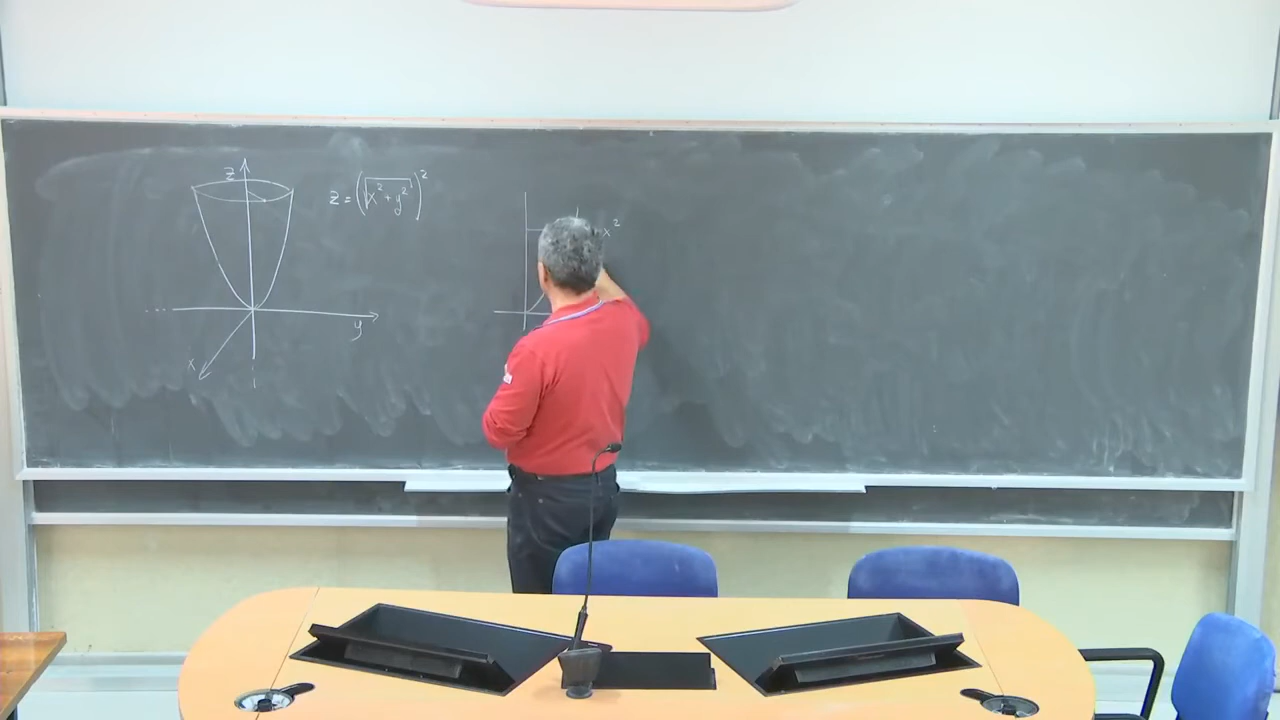 z
z = (√x² + y²)²
y
x
x²